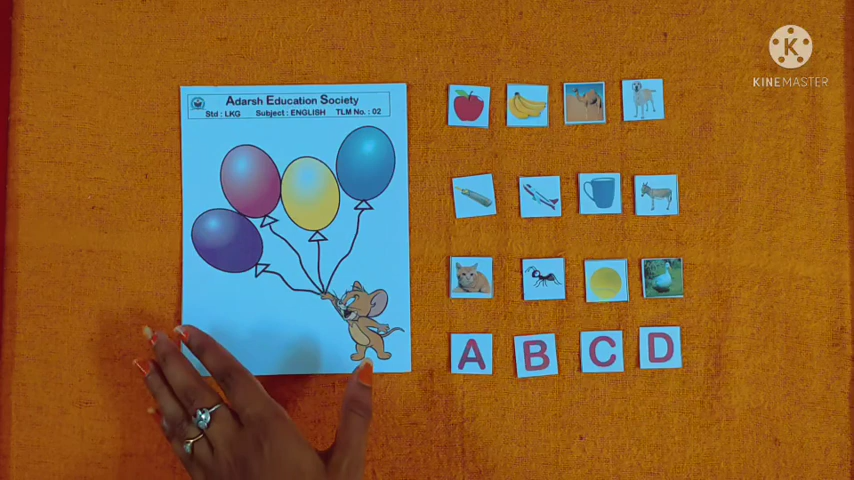 Adarsh Education Society
Std : LKG Subject : ENGLISH TLM No. : 02
A B C D
K
KINEMASTER